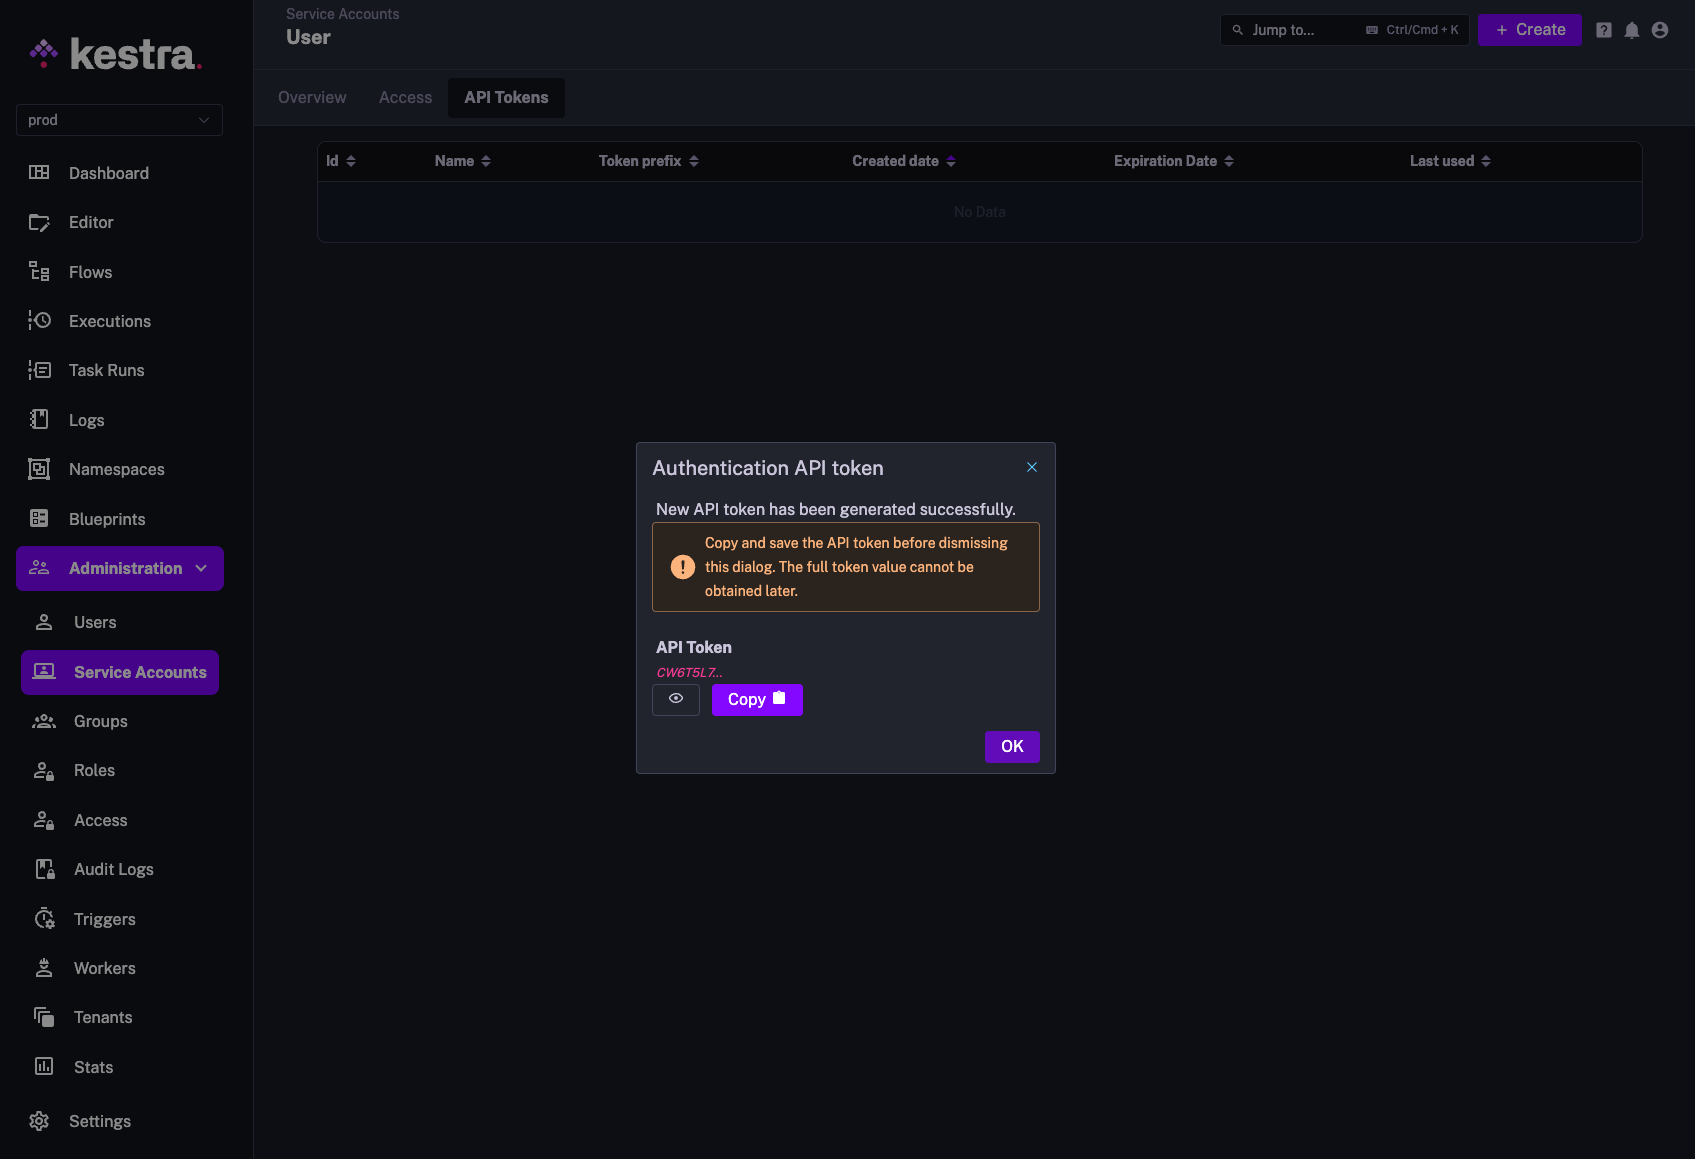 kestra.
prod
Dashboard
Editor
Flows
Executions
Task Runs
Logs
Namespaces
Blueprints
Administration
Users
Service Accounts
Groups
Roles
Access
Audit Logs
Triggers
Workers
Tenants
Stats
Settings
Service Accounts
User
Jump to...
Ctrl/Cmd + K
+ Create
Overview
Access
API Tokens
Id
Name
Token prefix
Created date
Expiration Date
Last used
No Data
Authentication API token
New API token has been generated successfully.
Copy and save the API token before dismissing
this dialog. The full token value cannot be
obtained later.
API Token
CW6T5L7...
Copy
OK